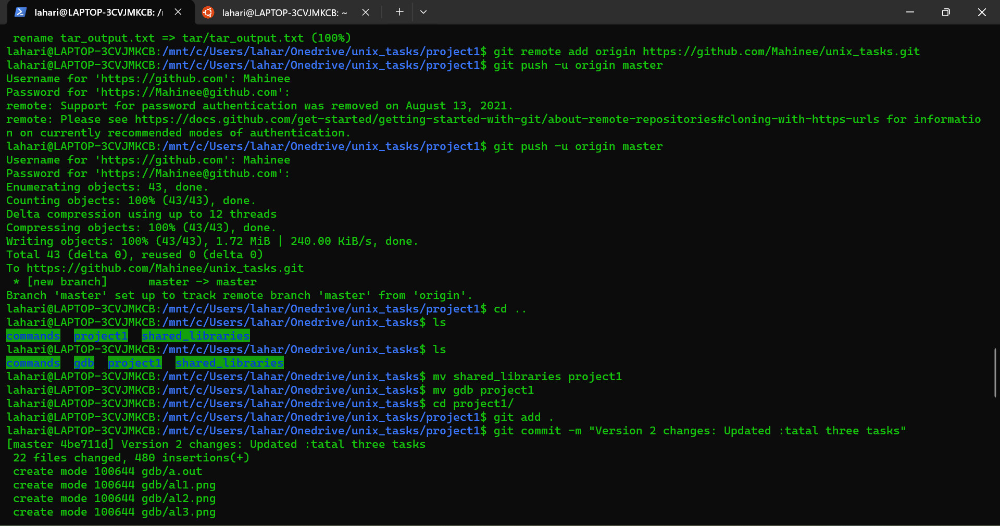 lahari@LAPTOP-3CVJMKCB: /
lahari@LAPTOP-3CVJMKCB: ~
rename tar_output.txt => tar/tar_output.txt (100%)
lahari@LAPTOP-3CVJMKCB:/mnt/c/Users/lahar/Onedrive/unix_tasks/project1$ git remote add origin https://github.com/Mahinee/unix_tasks.git
lahari@LAPTOP-3CVJMKCB:/mnt/c/Users/lahar/Onedrive/unix_tasks/project1$ git push -u origin master
Username for 'https://github.com': Mahinee
Password for 'https://Mahinee@github.com':
remote: Support for password authentication was removed on August 13, 2021.
remote: Please see https://docs.github.com/get-started/getting-started-with-git/about-remote-repositories#cloning-with-https-urls for informatio
n on currently recommended modes of authentication.
lahari@LAPTOP-3CVJMKCB:/mnt/c/Users/lahar/Onedrive/unix_tasks/project1$ git push -u origin master
Username for 'https://github.com': Mahinee
Password for 'https://Mahinee@github.com':
Enumerating objects: 43, done.
Counting objects: 100% (43/43), done.
Delta compression using up to 12 threads
Compressing objects: 100% (43/43), done.
Writing objects: 100% (43/43), 1.72 MiB | 240.00 KiB/s, done.
Total 43 (delta 0), reused 0 (delta 0)
To https://github.com/Mahinee/unix_tasks.git
 * [new branch]      master -> master
Branch 'master' set up to track remote branch 'master' from 'origin'.
lahari@LAPTOP-3CVJMKCB:/mnt/c/Users/lahar/Onedrive/unix_tasks/project1$ cd ..
lahari@LAPTOP-3CVJMKCB:/mnt/c/Users/lahar/Onedrive/unix_tasks$ ls
commands  project1  shared_libraries
lahari@LAPTOP-3CVJMKCB:/mnt/c/Users/lahar/Onedrive/unix_tasks$ ls
commands  gdb  project1  shared_libraries
lahari@LAPTOP-3CVJMKCB:/mnt/c/Users/lahar/Onedrive/unix_tasks$ mv shared_libraries project1
lahari@LAPTOP-3CVJMKCB:/mnt/c/Users/lahar/Onedrive/unix_tasks$ mv gdb project1
lahari@LAPTOP-3CVJMKCB:/mnt/c/Users/lahar/Onedrive/unix_tasks$ cd project1/
lahari@LAPTOP-3CVJMKCB:/mnt/c/Users/lahar/Onedrive/unix_tasks/project1$ git add .
lahari@LAPTOP-3CVJMKCB:/mnt/c/Users/lahar/Onedrive/unix_tasks/project1$ git commit -m "Version 2 changes: Updated :tatal three tasks"
[master 4be711d] Version 2 changes: Updated :tatal three tasks
 22 files changed, 480 insertions(+)
 create mode 100644 gdb/a.out
 create mode 100644 gdb/al1.png
 create mode 100644 gdb/al2.png
 create mode 100644 gdb/al3.png